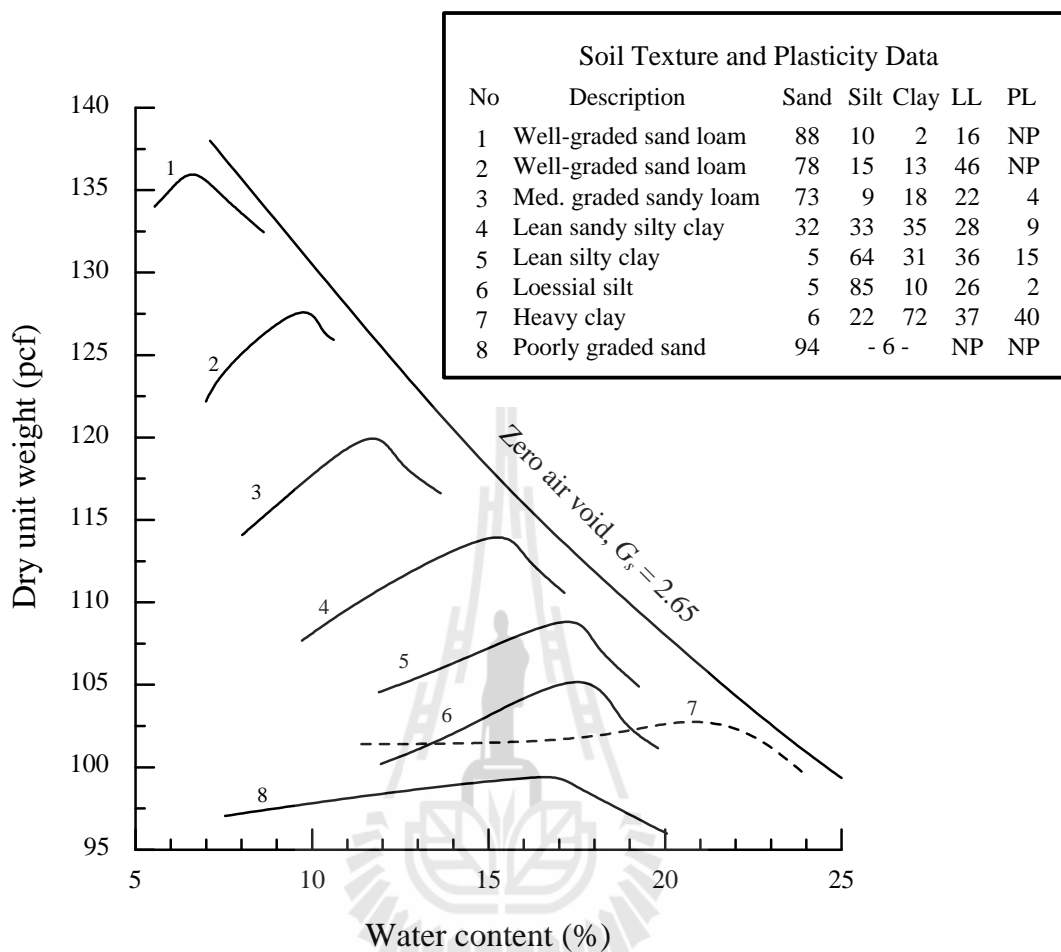 Soil Texture and Plasticity Data
No Description Sand Silt Clay LL PL
1 Well-graded sand loam 88 10 2 16 NP
2 Well-graded sand loam 78 15 13 46 NP
3 Med. graded sandy loam 73 9 18 22 4
4 Lean sandy silty clay 32 33 35 28 9
5 Lean silty clay 5 64 31 36 15
6 Loessial silt 5 85 10 26 2
7 Heavy clay 6 22 72 37 40
8 Poorly graded sand 94 - 6 - NP NP
Dry unit weight (pcf)
140
135
130
125
120
115
110
105
100
95
1
2
3
4
5
6
7
8
Zero air void, Gs = 2.65
5 10 15 20 25
Water content (%)